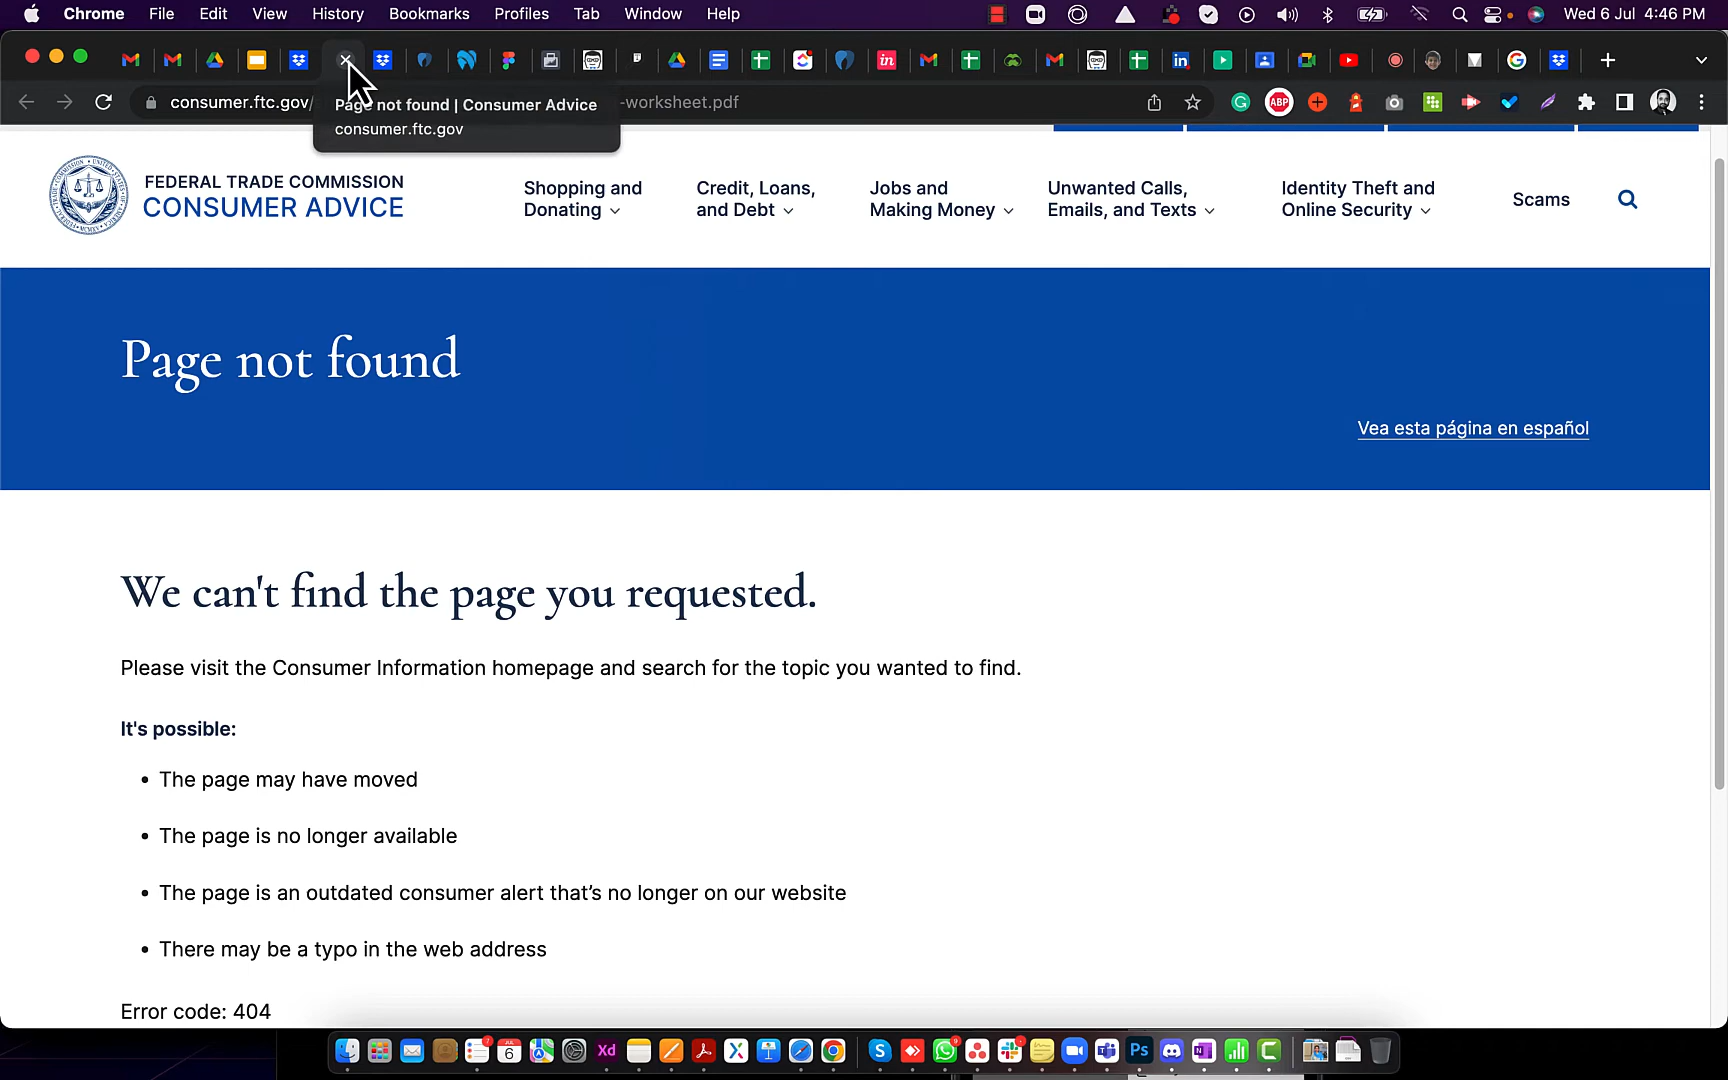 Chrome File Edit View History Bookmarks Profiles Tab Window Help Wed 6 Jul 4:46 PM
consumer.ftc.gov/ -worksheet.pdf
Page not found | Consumer Advice
consumer.ftc.gov
FEDERAL TRADE COMMISSION
CONSUMER ADVICE
Shopping and
Donating
Credit, Loans,
and Debt
Jobs and
Making Money
Unwanted Calls,
Emails, and Texts
Identity Theft and
Online Security
Scams
Page not found
Vea esta página en español
We can't find the page you requested.
Please visit the Consumer Information homepage and search for the topic you wanted to find.
It's possible:
• The page may have moved
• The page is no longer available
• The page is an outdated consumer alert that’s no longer on our website
• There may be a typo in the web address
Error code: 404